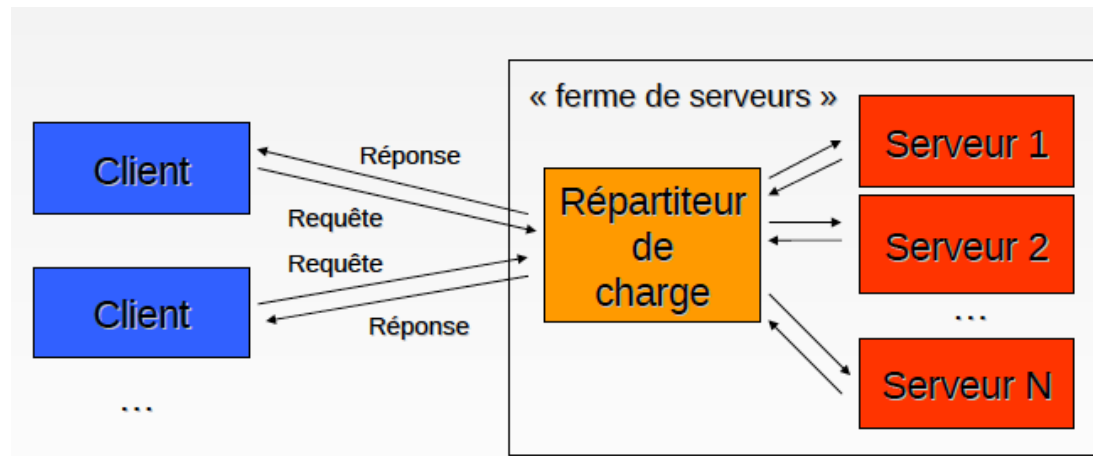 « ferme de serveurs »
Client
Réponse
Requête
Requête
Client
Réponse
...
Répartiteur
de
charge
Serveur 1
Serveur 2
...
Serveur N